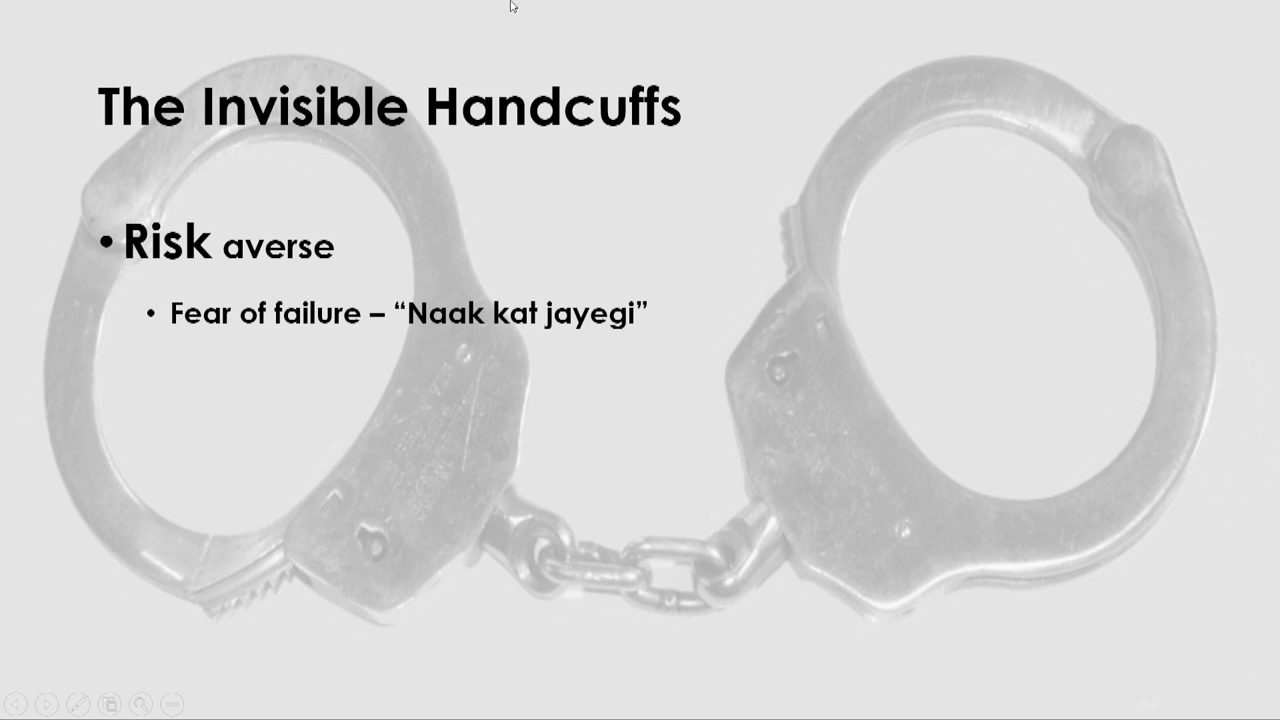 The Invisible Handcuffs
• Risk averse
• Fear of failure – “Naak kat jayegi”